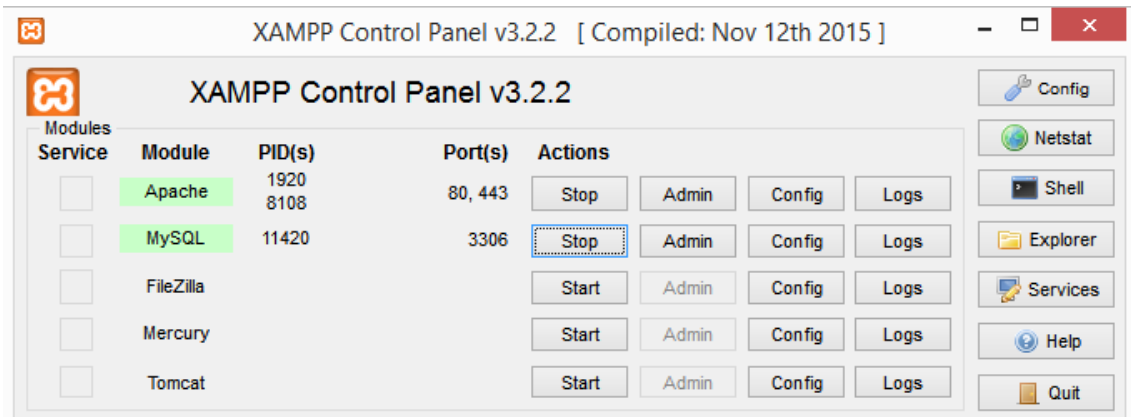 XAMPP Control Panel v3.2.2 [ Compiled: Nov 12th 2015 ]
XAMPP Control Panel v3.2.2
Config
Modules
Netstat
Service Module PID(s) Port(s) Actions
Apache 1920 8108 80, 443 Stop Admin Config Logs
Shell
MySQL 11420 3306 Stop Admin Config Logs
Explorer
FileZilla Start Admin Config Logs
Services
Mercury Start Admin Config Logs
Help
Tomcat Start Admin Config Logs
Quit